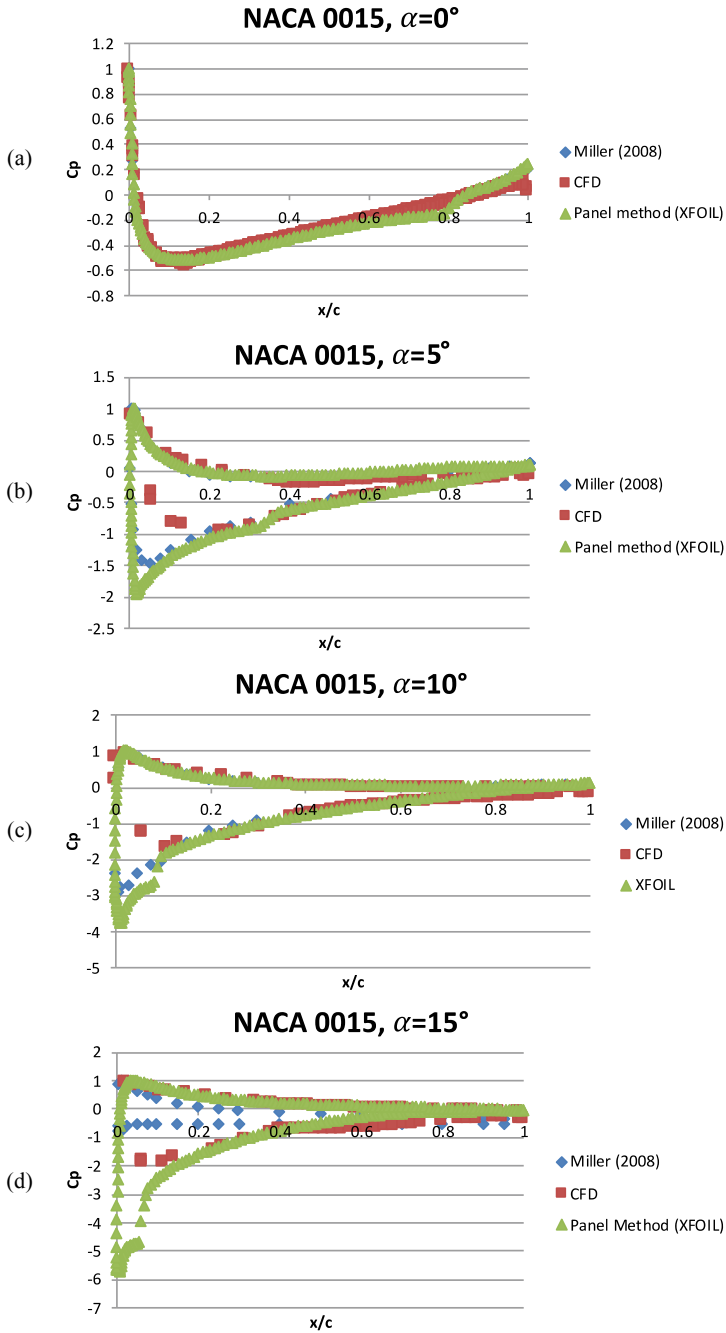 NACA 0015, α=0°
1.2
1
0.8
0.6
0.4
0.2
0
-0.2
-0.4
-0.6
-0.8
0 0.2 0.4 0.6 0.8 1
Cp
x/c
(a)
Miller (2008)
CFD
Panel method (XFOIL)
NACA 0015, α=5°
1.5
1
0.5
0
-0.5
-1
-1.5
-2
-2.5
0 0.2 0.4 0.6 0.8 1
Cp
x/c
(b)
Miller (2008)
CFD
Panel method (XFOIL)
NACA 0015, α=10°
2
1
0
-1
-2
-3
-4
-5
0 0.2 0.4 0.6 0.8 1
Cp
x/c
(c)
Miller (2008)
CFD
XFOIL
NACA 0015, α=15°
2
1
0
-1
-2
-3
-4
-5
-6
-7
0 0.2 0.4 0.6 0.8 1
Cp
x/c
(d)
Miller (2008)
CFD
Panel Method (XFOIL)